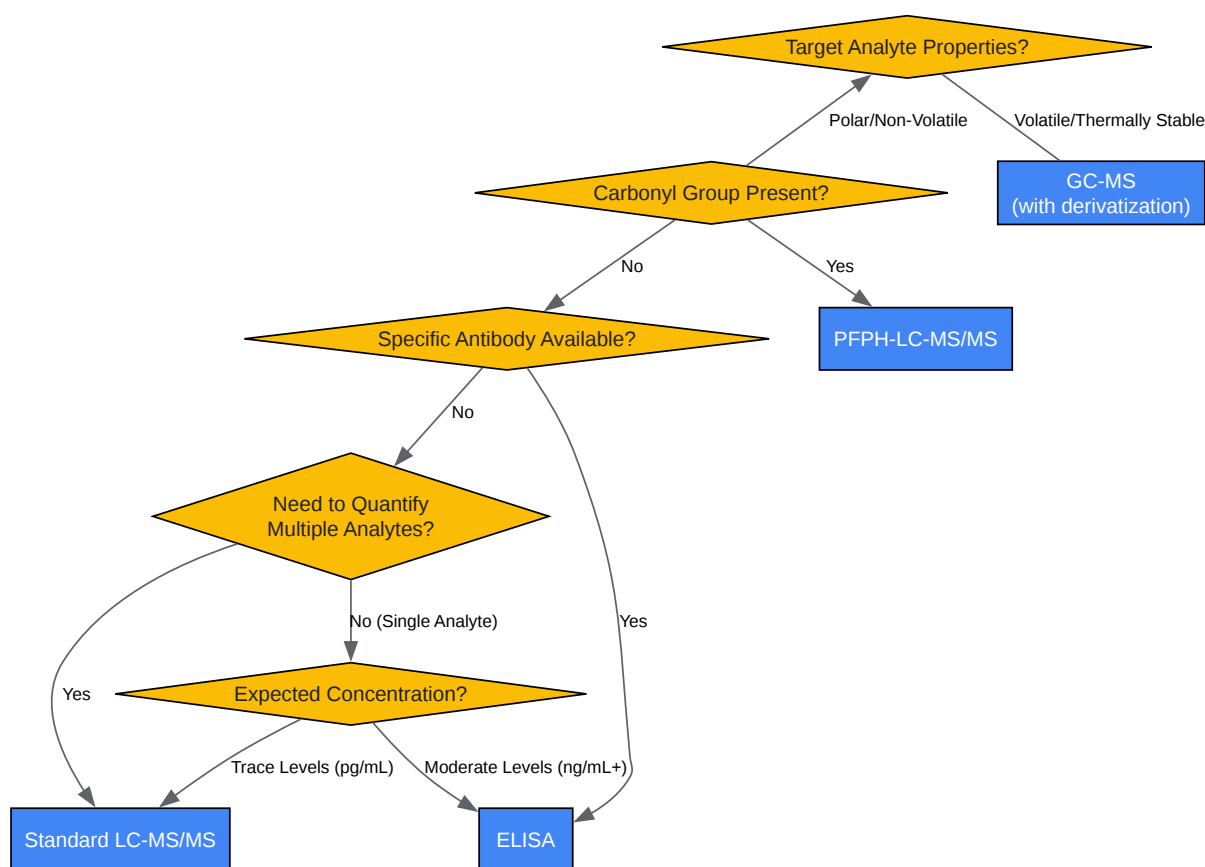 Target Analyte Properties?
Polar/Non-Volatile
Volatile/Thermally Stable
Carbonyl Group Present?
GC-MS
(with derivatization)
No
Yes
Specific Antibody Available?
PFPH-LC-MS/MS
No
Need to Quantify
Multiple Analytes?
No (Single Analyte)
Yes
Yes
Expected Concentration?
Trace Levels (pg/mL)
Moderate Levels (ng/mL+)
Standard LC-MS/MS
ELISA